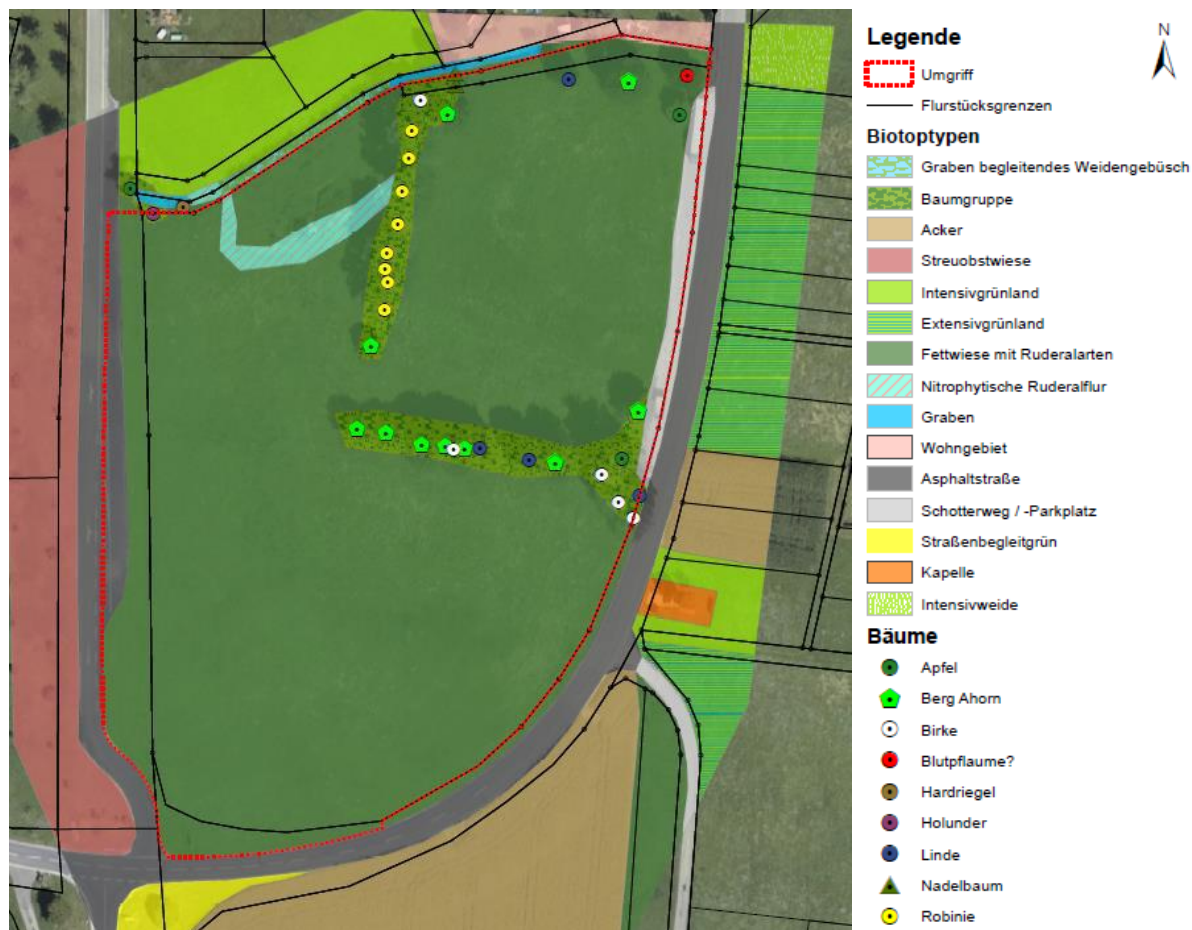 Legende
N
Umgriff
Flurstücksgrenzen
Biotoptypen
Graben begleitendes Weidengebüsch
Baumgruppe
Acker
Streuobstwiese
Intensivgrünland
Extensivgrünland
Fettwiese mit Ruderalarten
Nitrophytische Ruderalflur
Graben
Wohngebiet
Asphaltstraße
Schotterweg / -Parkplatz
Straßenbegleitgrün
Kapelle
Intensivweide
Bäume
Apfel
Berg Ahorn
Birke
Blutpflaume?
Hardriegel
Holunder
Linde
Nadelbaum
Robinie